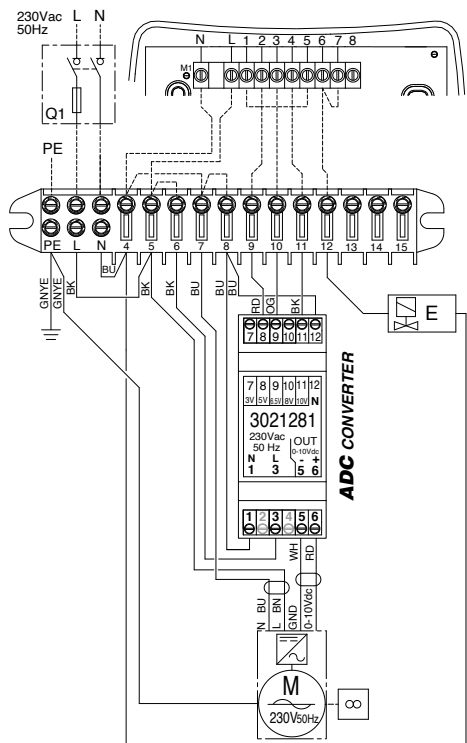 230Vac L N
50Hz
Q1
PE
N L 1 2 3 4 5 6 7 8
M1
PE L N 4 5 6 7 8 9 10 11 12 13 14 15
GNYE GNYE BK BU BK BK BU BU BU RD OG BK
E
7 8 9 10 11 12
7 8 9 10 11 12
3V 5V 6.5V 8V 10V N
3021281
230Vac OUT
50 Hz 0-10Vdc
N L - +
1 3 5 6
ADC CONVERTER
1 2 3 4 5 6
WH RD
N BU L BN GND 0-10Vdc
M
230V50Hz
8